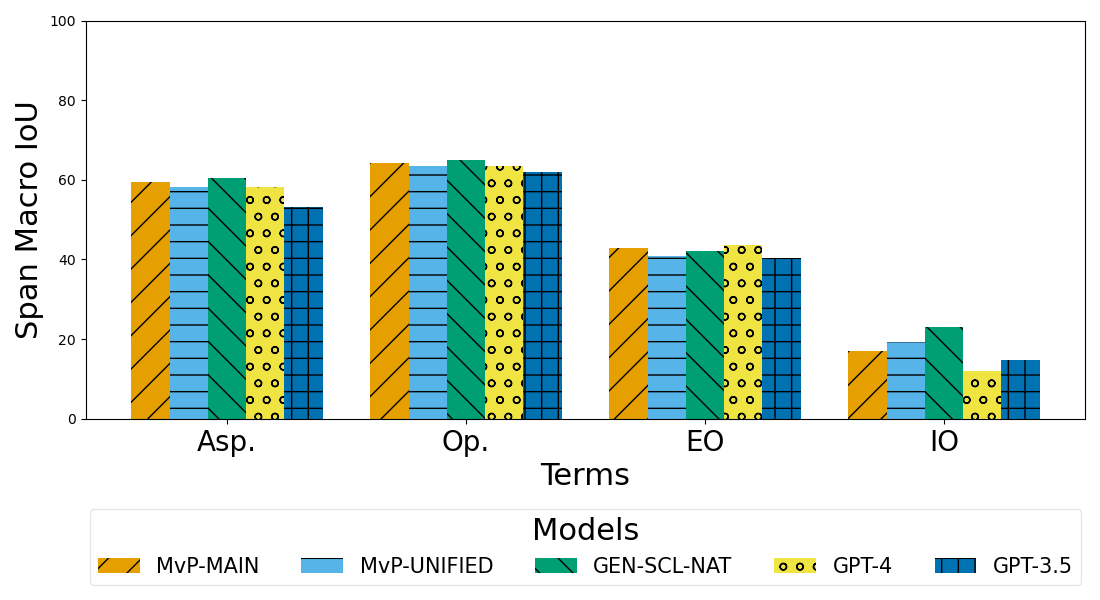 100
80
60
40
20
0
Span Macro IoU
Asp. Op. EO IO
Terms
Models
MvP-MAIN MvP-UNIFIED GEN-SCL-NAT GPT-4 GPT-3.5